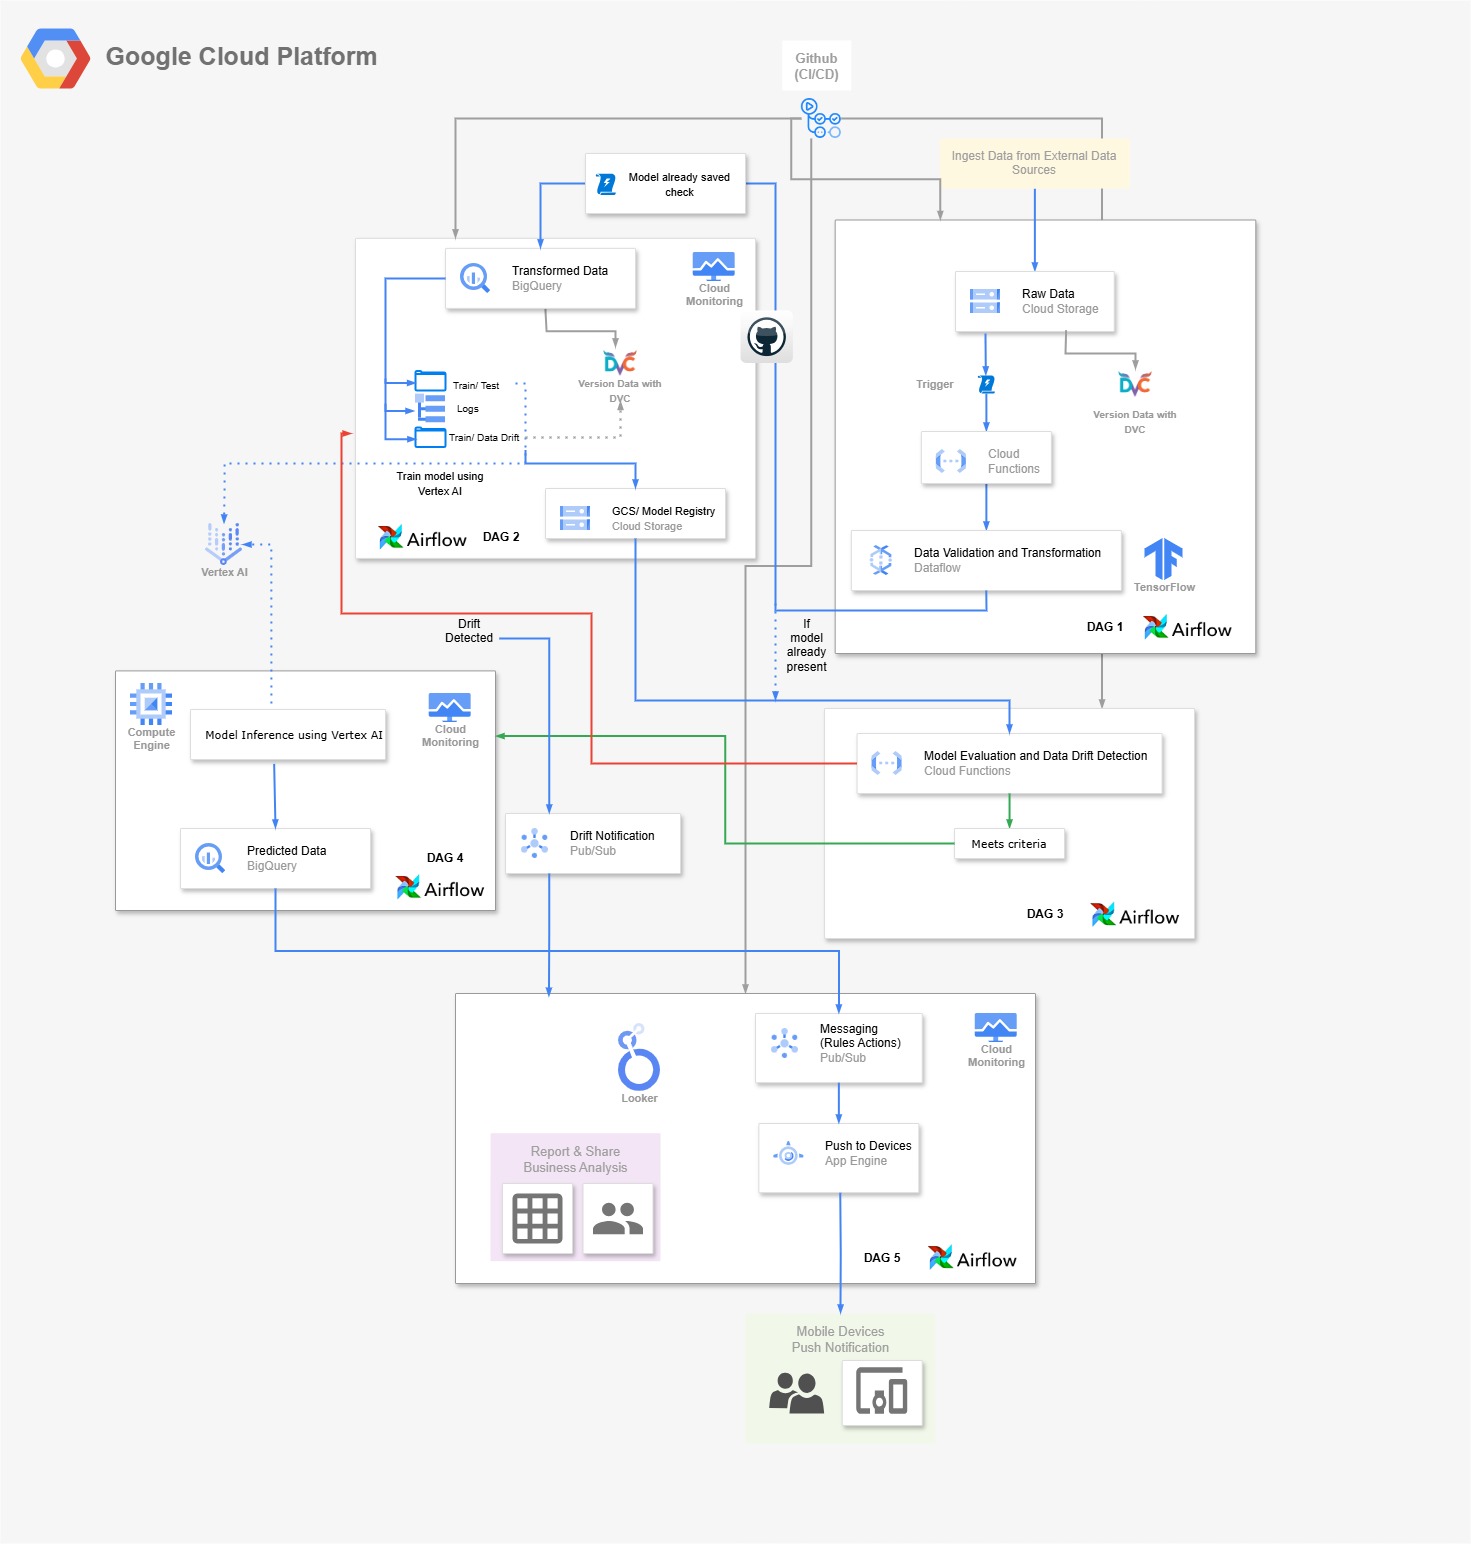 Google Cloud Platform
Github
(CI/CD)
Ingest Data from External Data
Sources
Model already saved
check
Transformed Data
BigQuery
Cloud
Monitoring
Raw Data
Cloud Storage
Trigger
DVC
Version Data with
DVC
DVC
Version Data with
DVC
Train/ Test
Logs
Train/ Data Drift
Cloud
Functions
Train model using
Vertex AI
GCS/ Model Registry
Cloud Storage
Airflow
DAG 2
Vertex AI
Data Validation and Transformation
Dataflow
TensorFlow
DAG 1
Airflow
Drift
Detected
If
model
already
present
Compute
Engine
Model Inference using Vertex AI
Cloud
Monitoring
Model Evaluation and Data Drift Detection
Cloud Functions
Meets criteria
Drift Notification
Pub/Sub
Predicted Data
BigQuery
DAG 4
Airflow
DAG 3
Airflow
Messaging
(Rules Actions)
Pub/Sub
Cloud
Monitoring
Looker
Push to Devices
App Engine
Report & Share
Business Analysis
DAG 5
Airflow
Mobile Devices
Push Notification